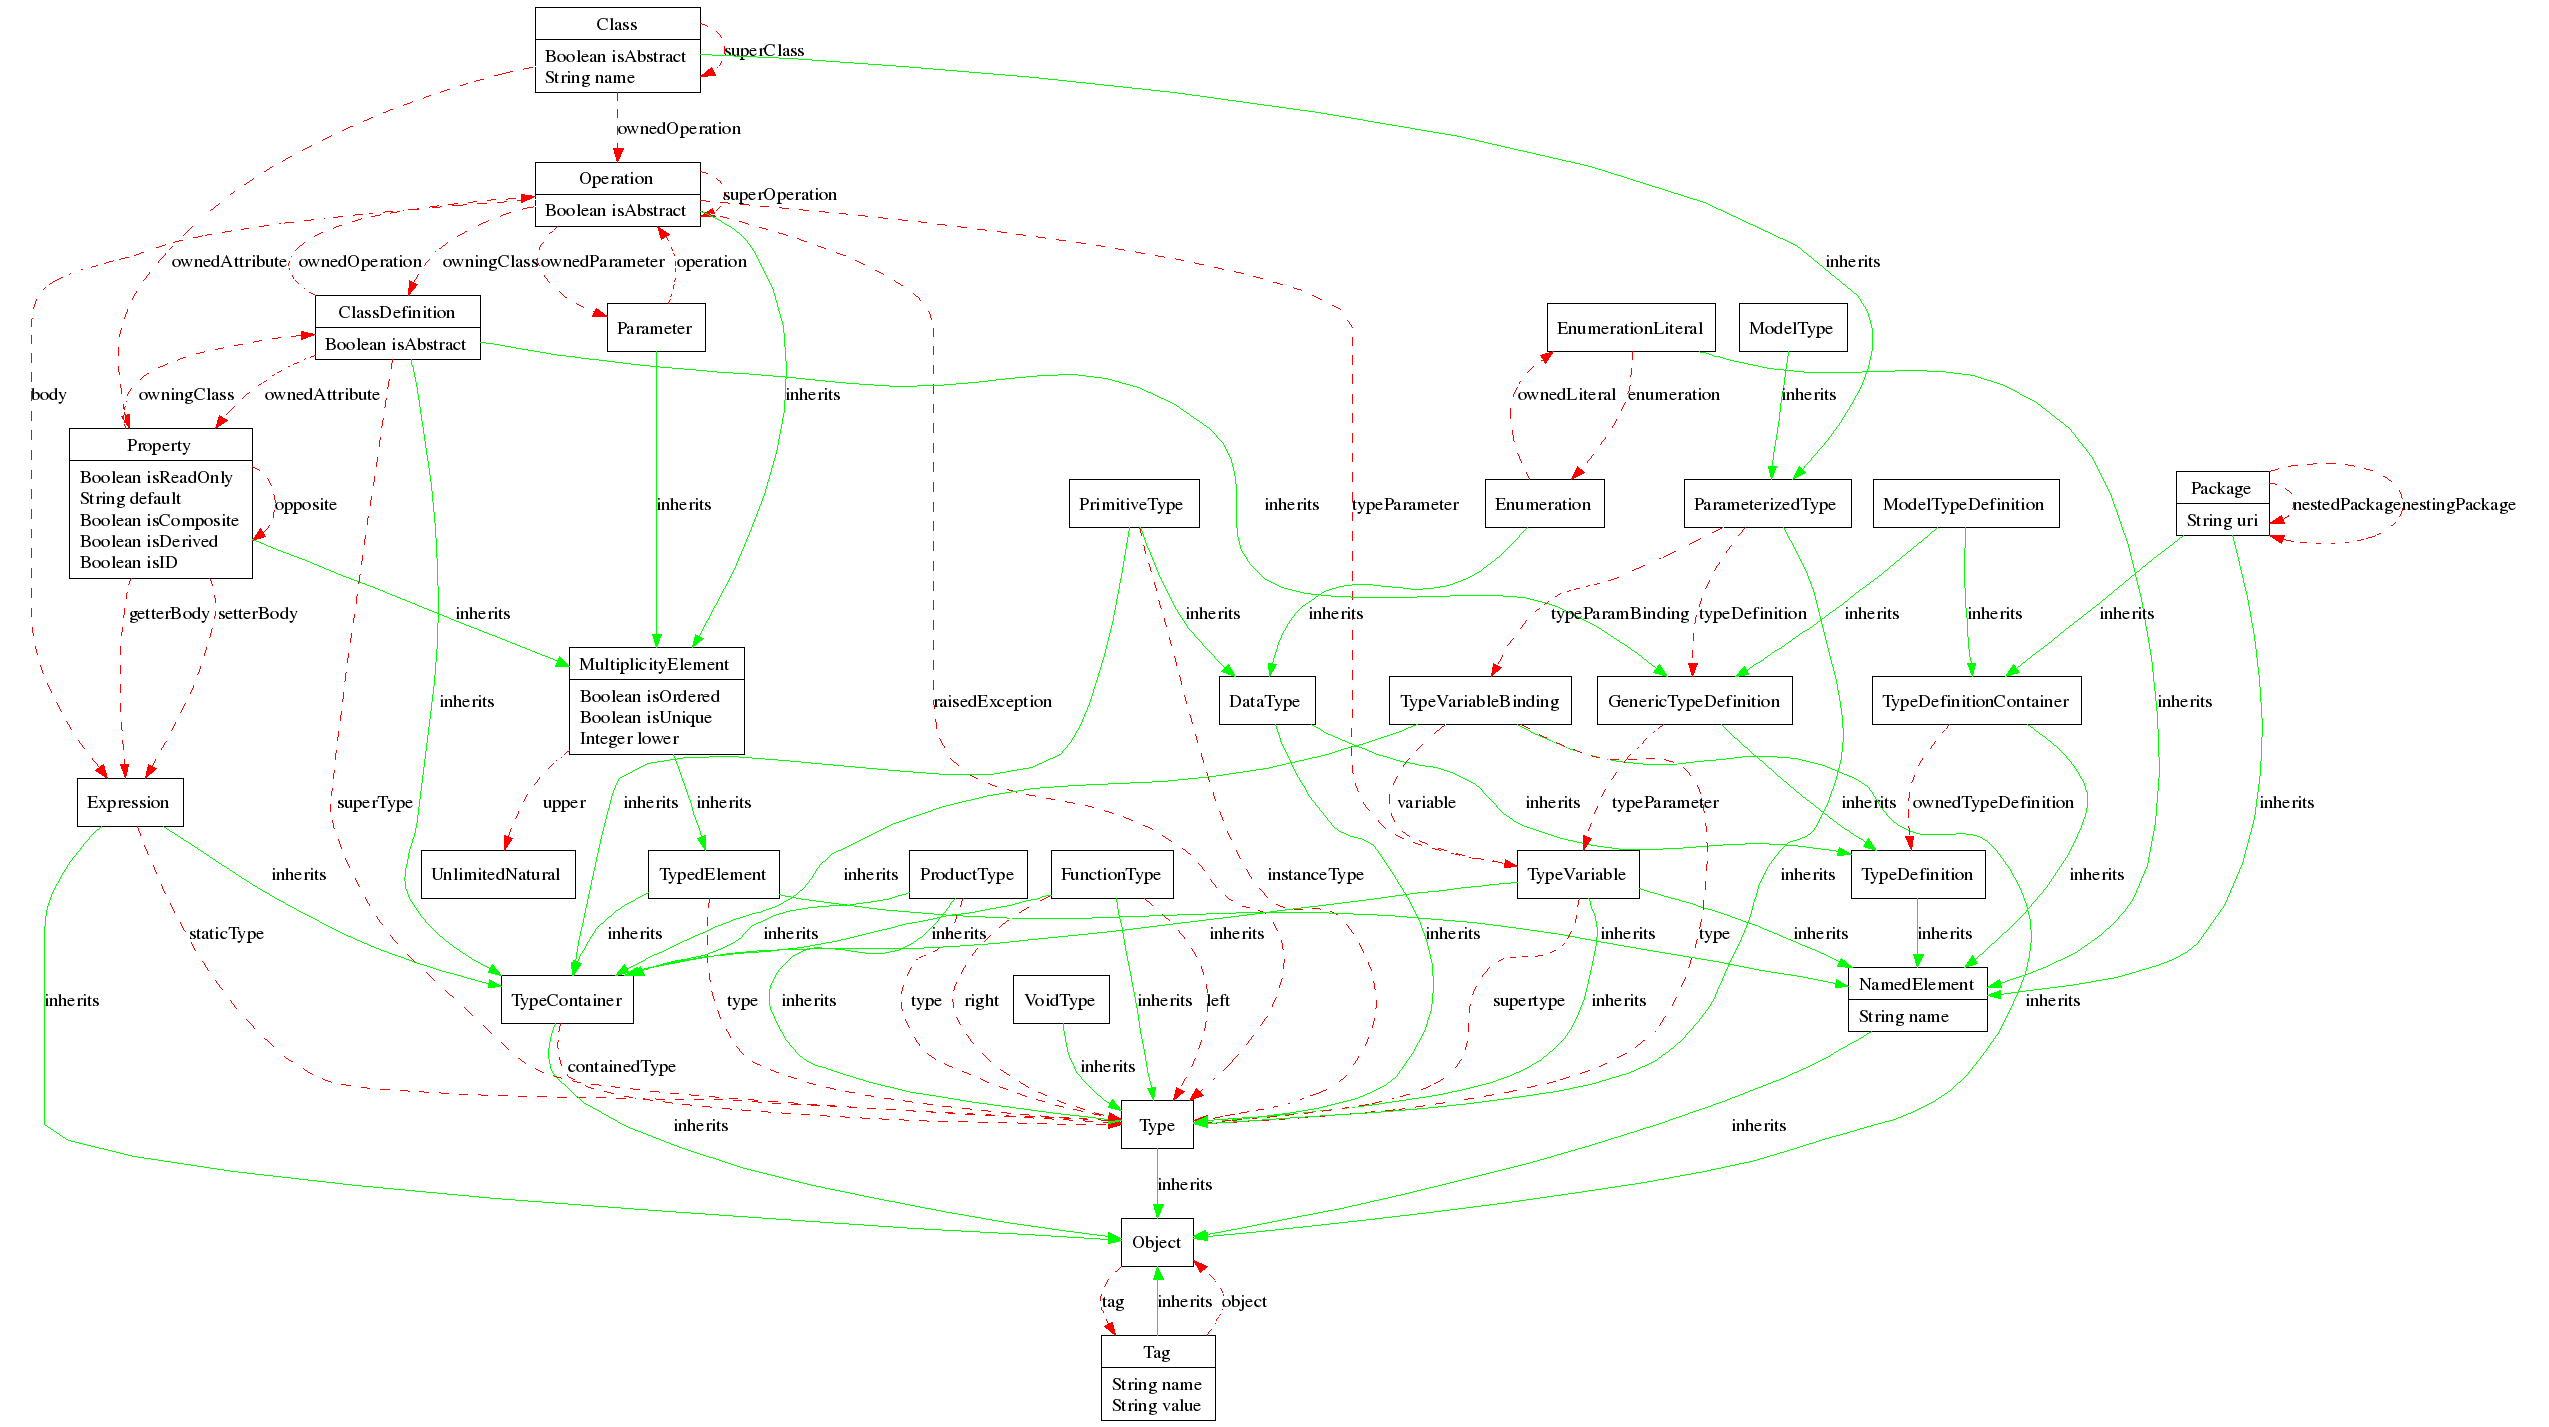 Class
Boolean isAbstract
String name
superClass
ownedOperation
Operation
Boolean isAbstract
superOperation
ownedAttribute
ownedOperation
owningClass
ownedParameter
operation
inherits
ClassDefinition
Boolean isAbstract
Parameter
EnumerationLiteral
ModelType
body
owningClass
ownedAttribute
inherits
ownedLiteral
enumeration
inherits
Property
Boolean isReadOnly
String default
Boolean isComposite
Boolean isDerived
Boolean isID
opposite
inherits
PrimitiveType
inherits
typeParameter
Enumeration
ParameterizedType
ModelTypeDefinition
Package
String uri
nestedPackage
nestingPackage
getterBody
setterBody
inherits
inherits
inherits
typeParamBinding
typeDefinition
inherits
inherits
inherits
MultiplicityElement
Boolean isOrdered
Boolean isUnique
Integer lower
inherits
raisedException
DataType
TypeVariableBinding
GenericTypeDefinition
TypeDefinitionContainer
inherits
Expression
superType
upper
inherits
inherits
variable
inherits
typeParameter
inherits
ownedTypeDefinition
inherits
inherits
UnlimitedNatural
TypedElement
inherits
ProductType
FunctionType
instanceType
TypeVariable
inherits
TypeDefinition
inherits
staticType
inherits
inherits
inherits
inherits
inherits
inherits
type
inherits
inherits
inherits
TypeContainer
type
inherits
type
right
VoidType
inherits
left
supertype
inherits
NamedElement
String name
inherits
containedType
inherits
inherits
Type
inherits
inherits
Object
tag
inherits
object
Tag
String name
String value